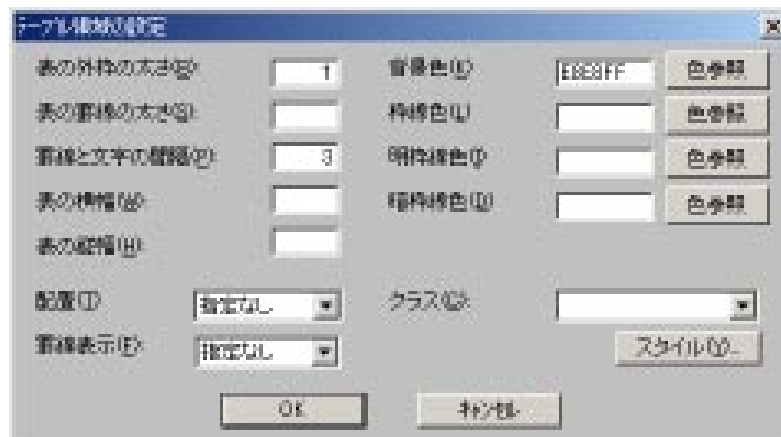 テーブル領域の設定
表の外枠の太さ(B): 1
表の罫線の太さ(S):
罫線と文字の間隔(P): 3
表の横幅(W):
表の縦幅(H):
背景色(K): E8E8FF 色参照
枠線色(L) 色参照
明枠線色(I) 色参照
暗枠線色(D) 色参照
配置(T) 指定なし
クラス(C):
罫線表示(E): 指定なし
スタイル(Y)...
OK キャンセル